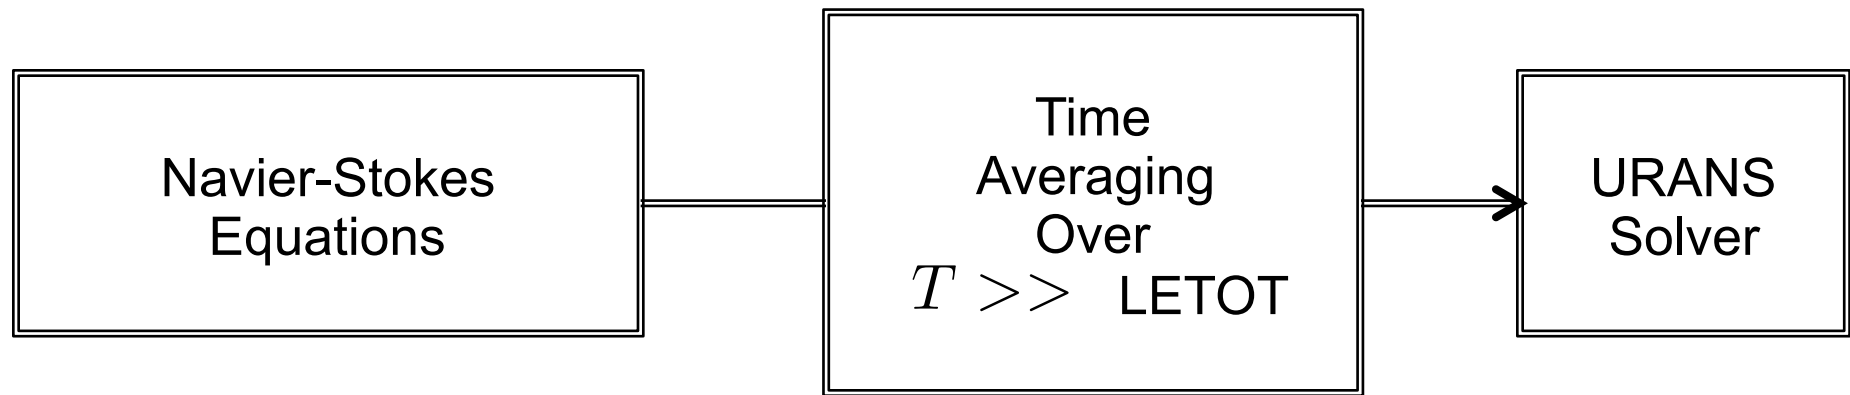 Navier-Stokes
Equations
Time
Averaging
Over
T >> LETOT
URANS
Solver